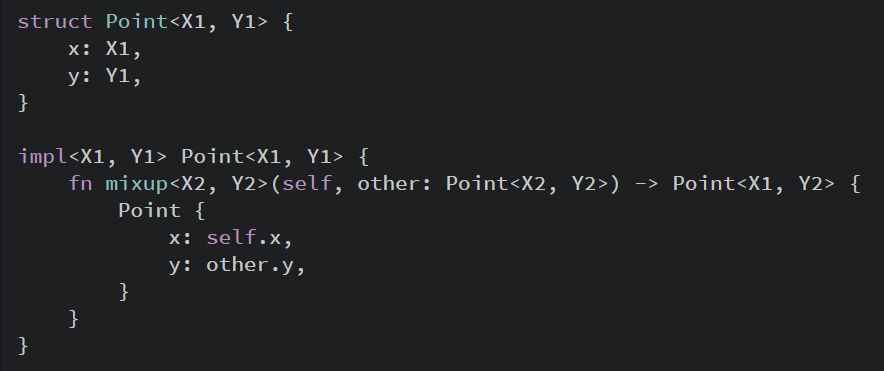 struct Point<X1, Y1> {
    x: X1,
    y: Y1,
}

impl<X1, Y1> Point<X1, Y1> {
    fn mixup<X2, Y2>(self, other: Point<X2, Y2>) -> Point<X1, Y2> {
        Point {
            x: self.x,
            y: other.y,
        }
    }
}